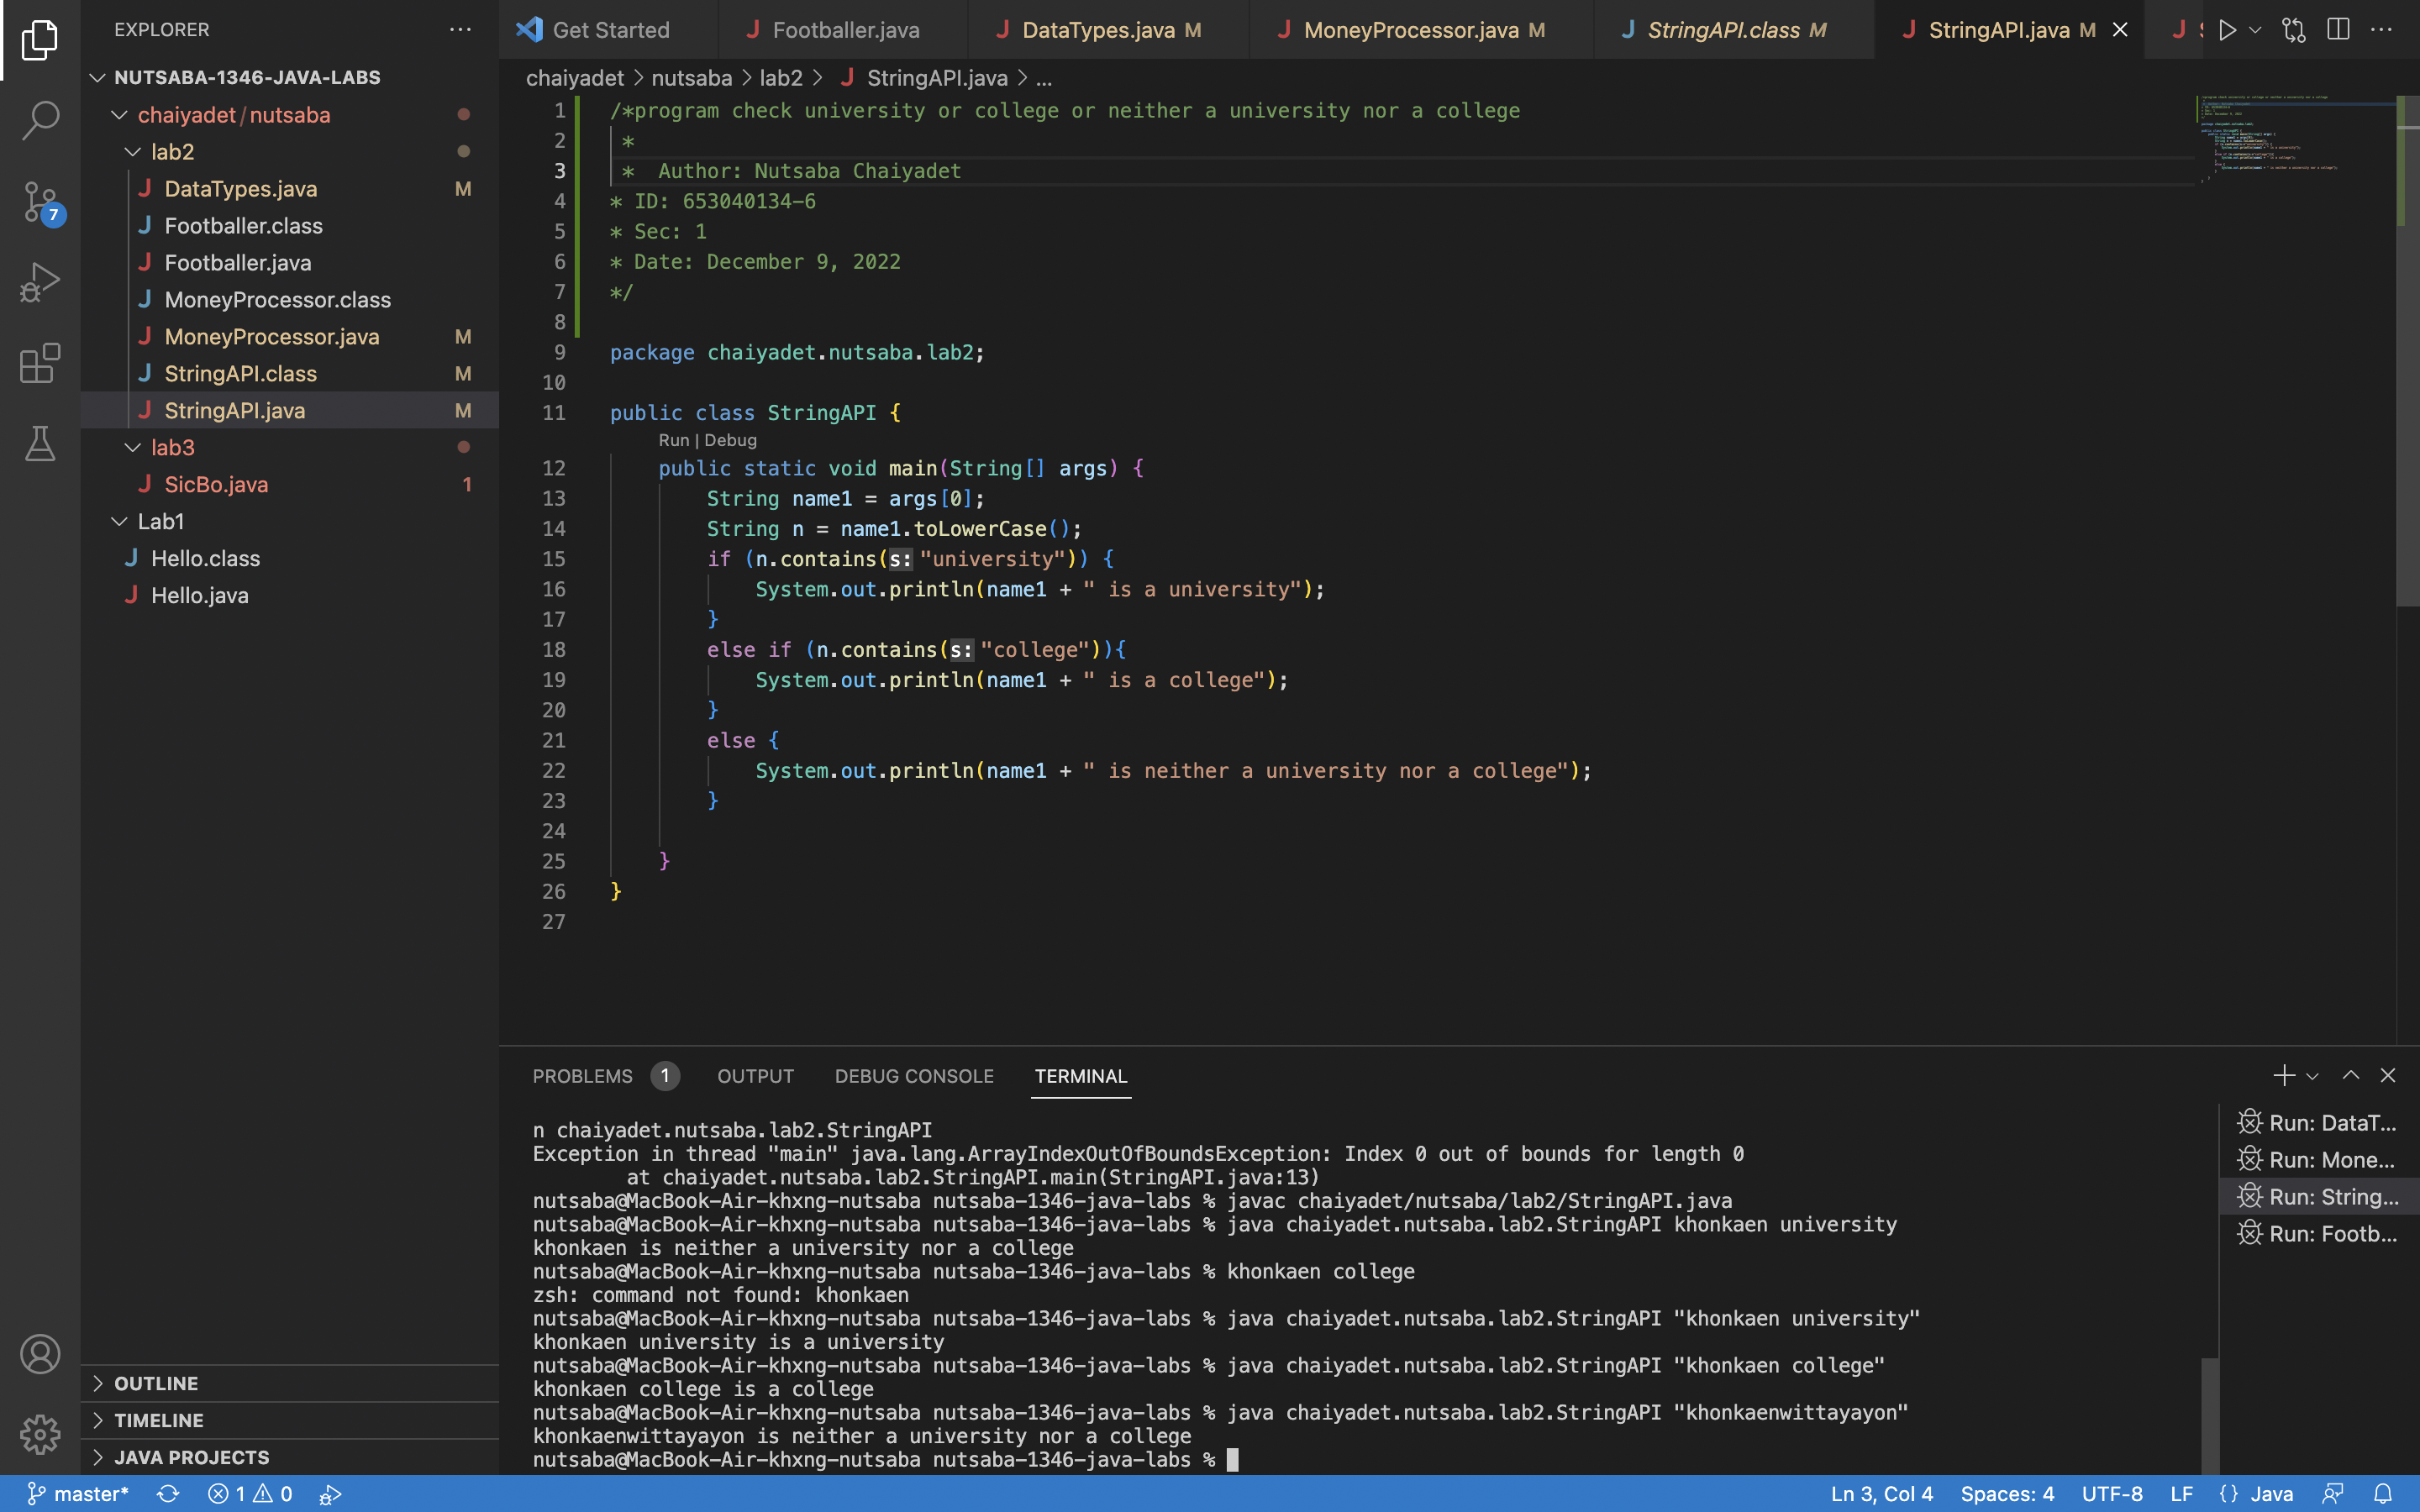 EXPLORER
NUTSABA-1346-JAVA-LABS
chaiyadet/nutsaba
lab2
DataTypes.java M
Footballer.class
Footballer.java
MoneyProcessor.class
MoneyProcessor.java M
StringAPI.class M
StringAPI.java M
lab3
SicBo.java 1
Lab1
Hello.class
Hello.java
OUTLINE
TIMELINE
JAVA PROJECTS
7
Get Started Footballer.java DataTypes.java M MoneyProcessor.java M StringAPI.class M StringAPI.java M
chaiyadet > nutsaba > lab2 > StringAPI.java > ...
1 /*program check university or college or neither a university nor a college
2 *
3 *  Author: Nutsaba Chaiyadet
4 * ID: 653040134-6
5 * Sec: 1
6 * Date: December 9, 2022
7 */
8
9 package chaiyadet.nutsaba.lab2;
10
11 public class StringAPI {
Run | Debug
12 public static void main(String[] args) {
13 String name1 = args[0];
14 String n = name1.toLowerCase();
15 if (n.contains(s:"university")) {
16 System.out.println(name1 + " is a university");
17 }
18 else if (n.contains(s:"college")){
19 System.out.println(name1 + " is a college");
20 }
21 else {
22 System.out.println(name1 + " is neither a university nor a college");
23 }
24
25 }
26 }
27
PROBLEMS 1 OUTPUT DEBUG CONSOLE TERMINAL
n chaiyadet.nutsaba.lab2.StringAPI
Exception in thread "main" java.lang.ArrayIndexOutOfBoundsException: Index 0 out of bounds for length 0
at chaiyadet.nutsaba.lab2.StringAPI.main(StringAPI.java:13)
nutsaba@MacBook-Air-khxng-nutsaba nutsaba-1346-java-labs % javac chaiyadet/nutsaba/lab2/StringAPI.java
nutsaba@MacBook-Air-khxng-nutsaba nutsaba-1346-java-labs % java chaiyadet.nutsaba.lab2.StringAPI khonkaen university
khonkaen is neither a university nor a college
nutsaba@MacBook-Air-khxng-nutsaba nutsaba-1346-java-labs % khonkaen college
zsh: command not found: khonkaen
nutsaba@MacBook-Air-khxng-nutsaba nutsaba-1346-java-labs % java chaiyadet.nutsaba.lab2.StringAPI "khonkaen university"
khonkaen university is a university
nutsaba@MacBook-Air-khxng-nutsaba nutsaba-1346-java-labs % java chaiyadet.nutsaba.lab2.StringAPI "khonkaen college"
khonkaen college is a college
nutsaba@MacBook-Air-khxng-nutsaba nutsaba-1346-java-labs % java chaiyadet.nutsaba.lab2.StringAPI "khonkaenwittayayon"
khonkaenwittayayon is neither a university nor a college
nutsaba@MacBook-Air-khxng-nutsaba nutsaba-1346-java-labs %
Run: DataT...
Run: Mone...
Run: String...
Run: Footb...
master* 1 0 Ln 3, Col 4 Spaces: 4 UTF-8 LF {} Java